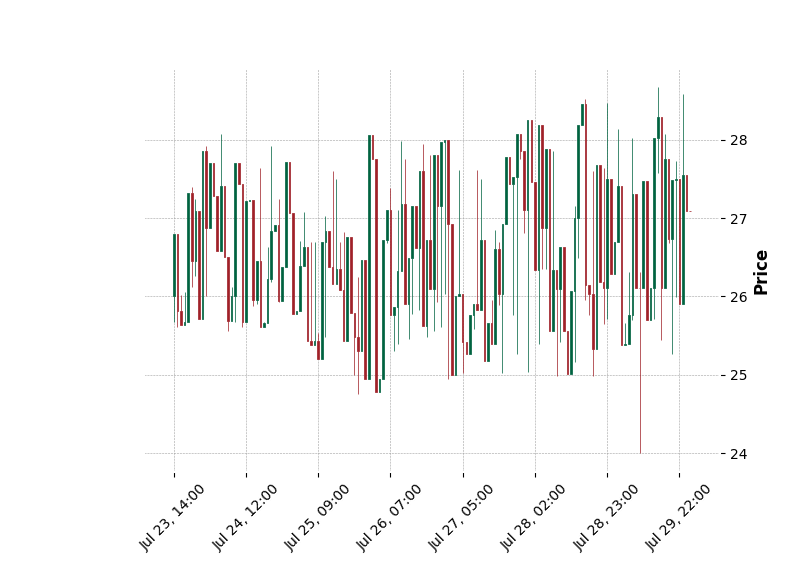 28
27
26
25
24
Price
Jul 23, 14:00
Jul 24, 12:00
Jul 25, 09:00
Jul 26, 07:00
Jul 27, 05:00
Jul 28, 02:00
Jul 28, 23:00
Jul 29, 22:00